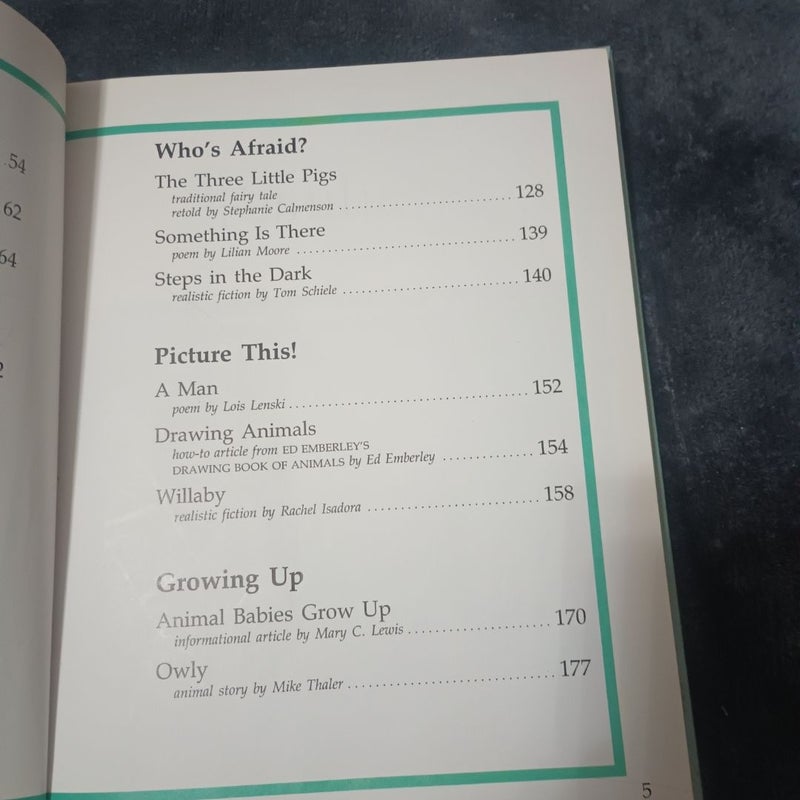 54
62
64
2
Who's Afraid?
The Three Little Pigs
traditional fairy tale
retold by Stephanie Calmenson . . . . . . . . . . . . . . . . . . . . . . . . . 128
Something Is There
poem by Lilian Moore . . . . . . . . . . . . . . . . . . . . . . . . . . . . . . . 139
Steps in the Dark
realistic fiction by Tom Schiele . . . . . . . . . . . . . . . . . . . . . . . . . 140
Picture This!
A Man
poem by Lois Lenski . . . . . . . . . . . . . . . . . . . . . . . . . . . . . . . . . 152
Drawing Animals
how-to article from ED EMBERLEY'S
DRAWING BOOK OF ANIMALS by Ed Emberley . . . . . . . . . . . . . 154
Willaby
realistic fiction by Rachel Isadora . . . . . . . . . . . . . . . . . . . . . . . . 158
Growing Up
Animal Babies Grow Up
informational article by Mary C. Lewis . . . . . . . . . . . . . . . . . . . . 170
Owly
animal story by Mike Thaler . . . . . . . . . . . . . . . . . . . . . . . . . . . . 177
5